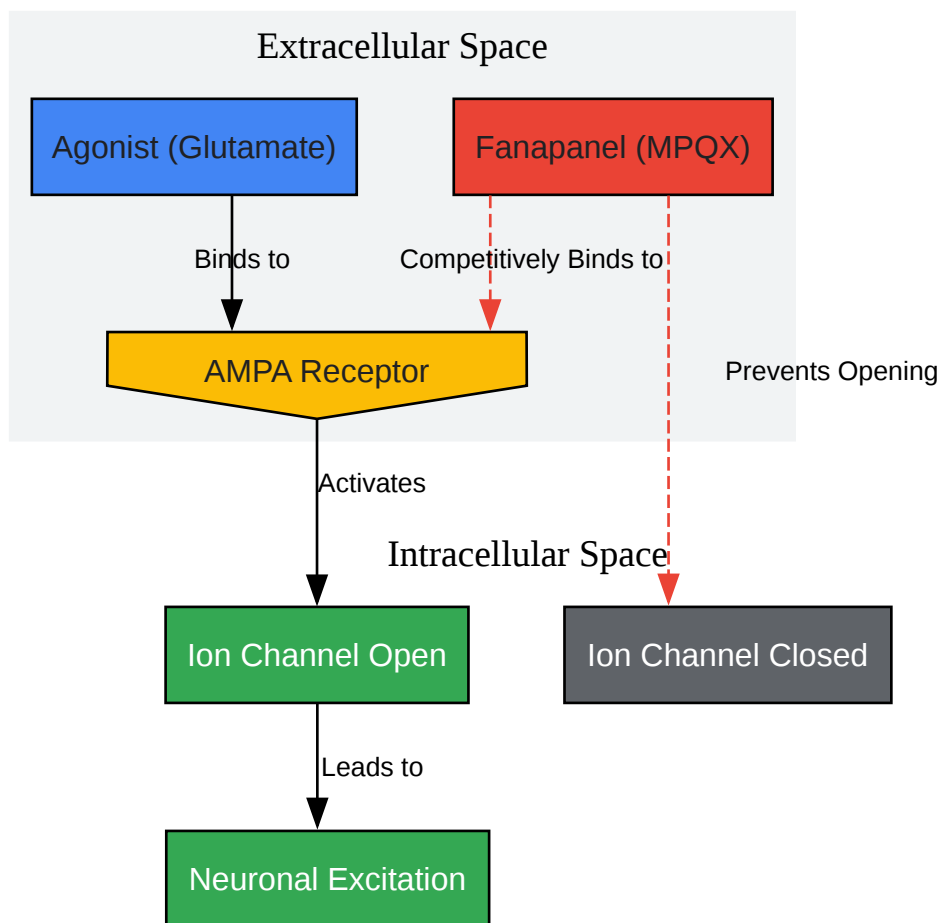 Extracellular Space
Agonist (Glutamate)
Fanapanel (MPQX)
Binds to
Competitively Binds to
AMPA Receptor
Prevents Opening
Activates
Intracellular Space
Ion Channel Open
Ion Channel Closed
Leads to
Neuronal Excitation